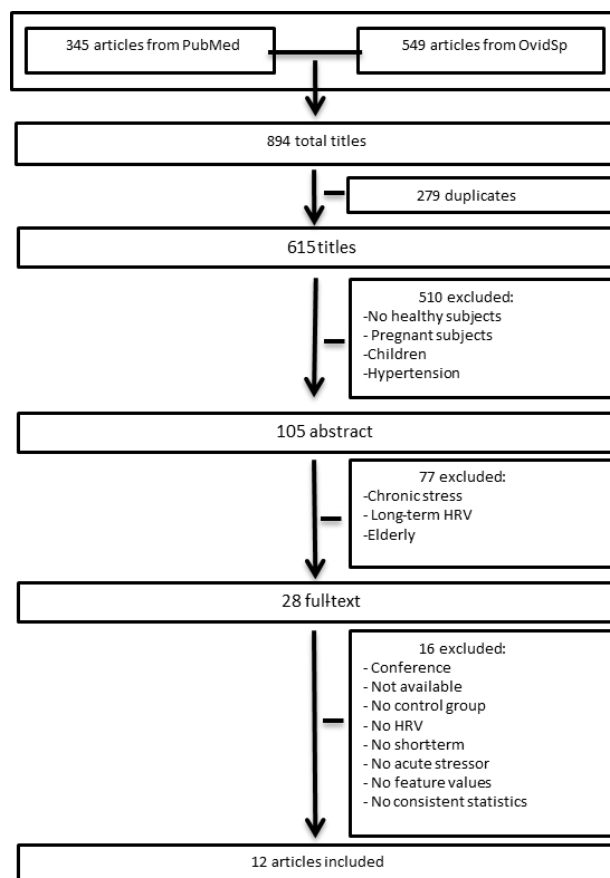 345 articles from PubMed
549 articles from OvidSp
894 total titles
279 duplicates
615 titles
510 excluded:
-No healthy subjects
- Pregnant subjects
-Children
-Hypertension
105 abstract
77 excluded:
-Chronic stress
- Long-term HRV
-Elderly
28 full-text
16 excluded:
- Conference
- Not available
- No control group
- No HRV
- No short-term
- No acute stressor
- No feature values
- No consistent statistics
12 articles included